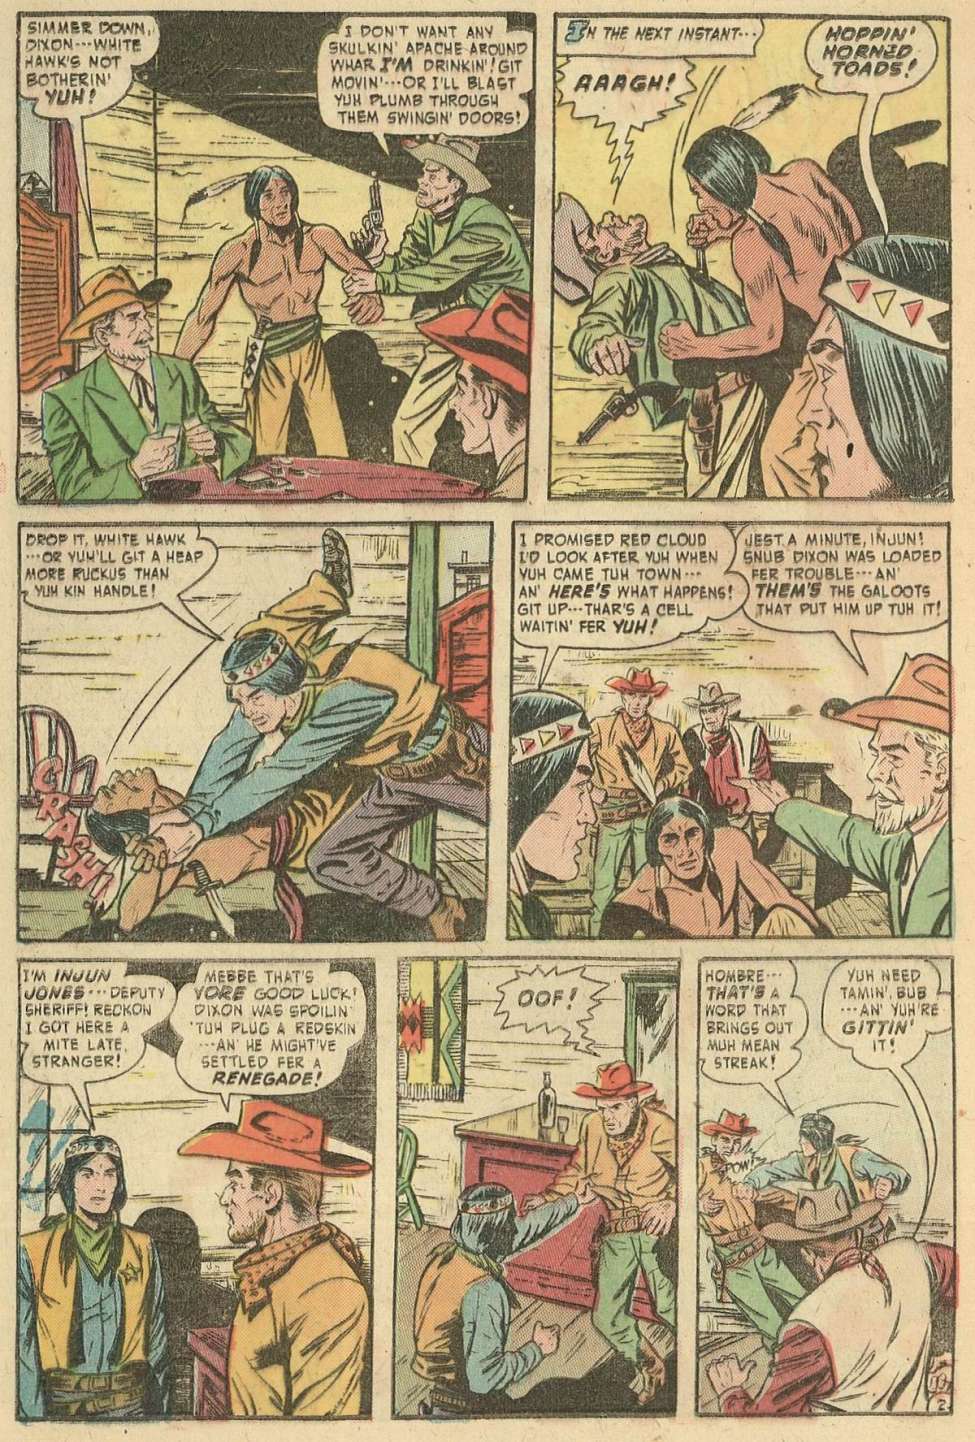 SIMMER DOWN,
DIXON---WHITE
HAWK'S NOT
BOTHERIN'
YUH!
I DON'T WANT ANY
SKULKIN' APACHE AROUND
WHAR I'M DRINKIN'! GIT
MOVIN'---OR I'LL BLAST
YUH PLUMB THROUGH
THEM SWINGIN' DOORS!
IN THE NEXT INSTANT---
AAAGH!
HOPPIN'
HORNED
TOADS!
DROP IT, WHITE HAWK
---OR YUH'LL GIT A HEAP
MORE RUCKUS THAN
YUH KIN HANDLE!
CRASH!
I PROMISED RED CLOUD
I'D LOOK AFTER YUH WHEN
YUH CAME TUH TOWN---
AN' HERE'S WHAT HAPPENS!
GIT UP---THAR'S A CELL
WAITIN' FER YUH!
JEST A MINUTE, INJUN!
SNUB DIXON WAS LOADED
FER TROUBLE---AN'
THEM'S THE GALOOTS
THAT PUT HIM UP TUH IT!
I'M INJUN
JONES---DEPUTY
SHERIFF! RECKON
I GOT HERE A
MITE LATE,
STRANGER!
MEBBE THAT'S
YORE GOOD LUCK!
DIXON WAS SPOILIN'
'TUH PLUG A REDSKIN
---AN' HE MIGHT'VE
SETTLED FER A
RENEGADE!
OOF!
HOMBRE---
THAT'S A
WORD THAT
BRINGS OUT
MUH MEAN
STREAK!
YUH NEED
TAMIN', BUB
---AN' YUH'RE
GITTIN'
IT!
POW!
2